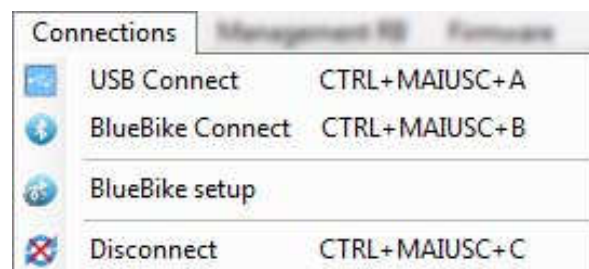 Connections
USB Connect CTRL+MAIUSC+A
BlueBike Connect CTRL+MAIUSC+B
BlueBike setup
Disconnect CTRL+MAIUSC+C